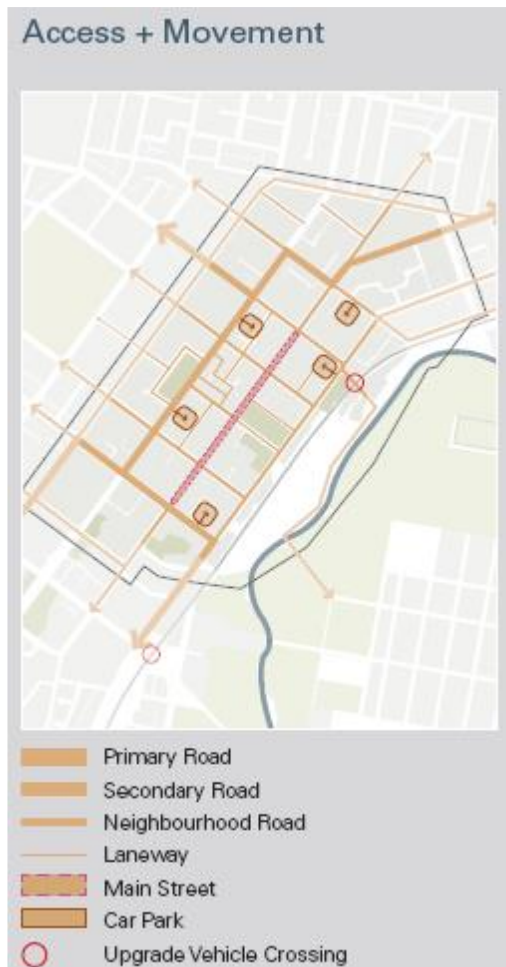 Access + Movement
Primary Road
Secondary Road
Neighbourhood Road
Laneway
Main Street
Car Park
Upgrade Vehicle Crossing